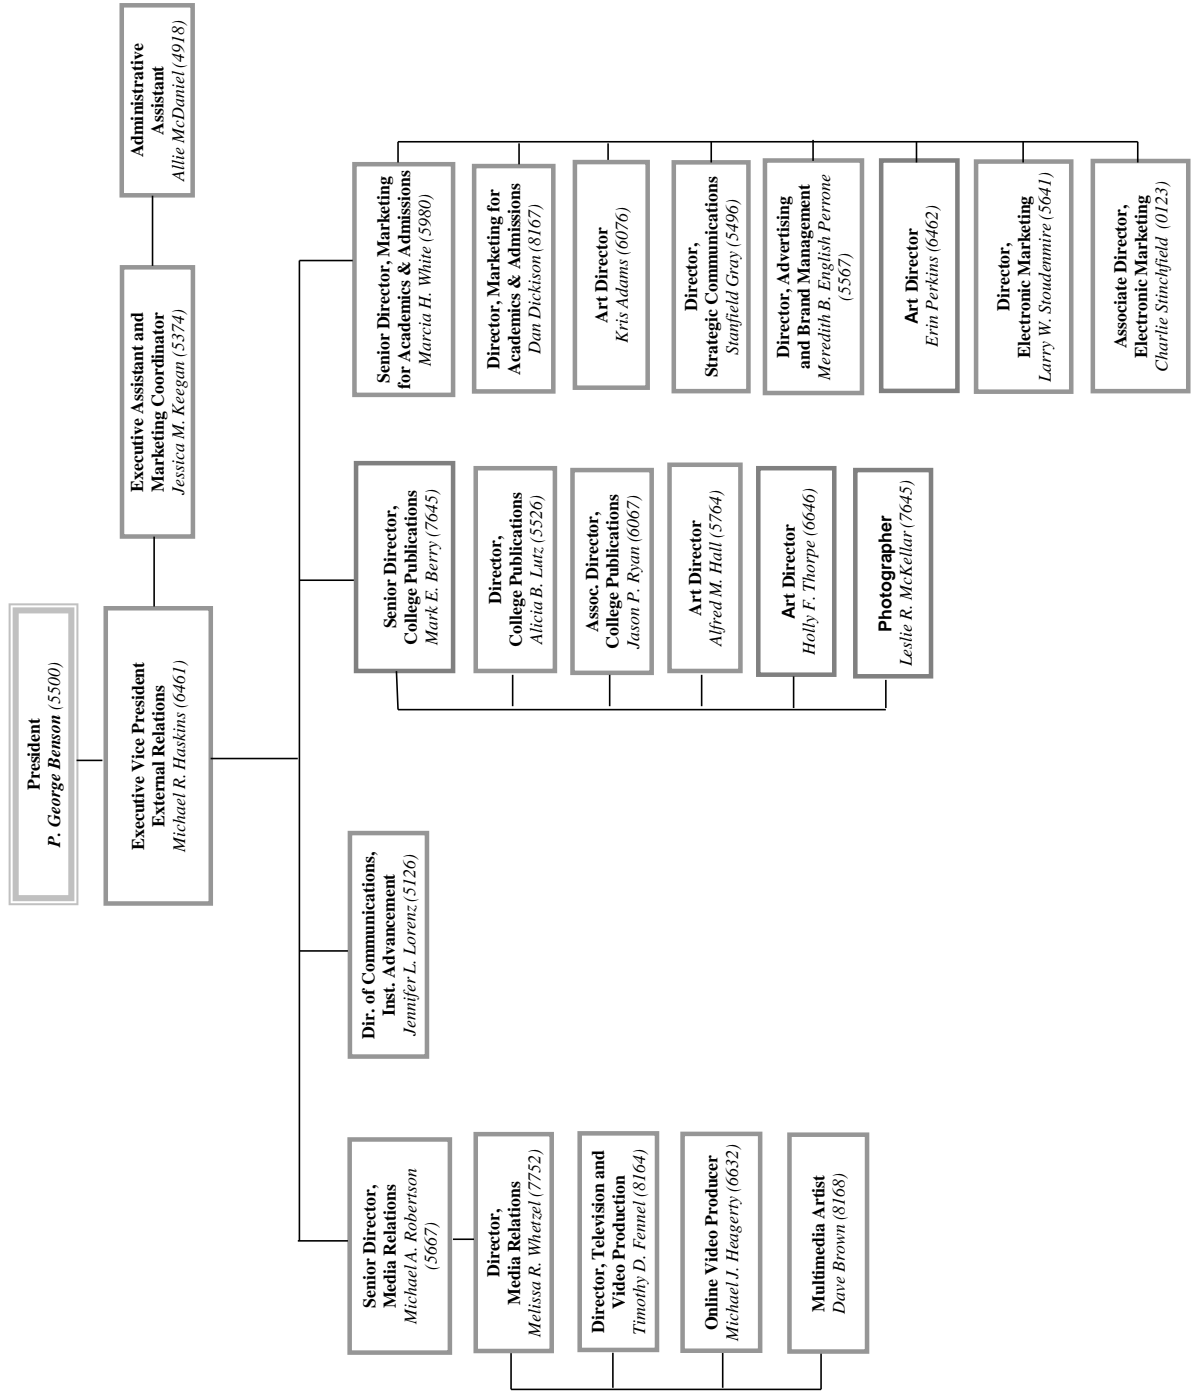 President
P. George Benson (5500)
Executive Vice President
External Relations
Michael R. Haskins (6461)
Executive Assistant and
Marketing Coordinator
Jessica M. Keegan (5374)
Administrative
Assistant
Allie McDaniel (4918)
Senior Director,
Media Relations
Michael A. Robertson
(5667)
Director,
Media Relations
Melissa R. Whetzel (7752)
Director, Television and
Video Production
Timothy D. Fennel (8164)
Online Video Producer
Michael J. Heagerty (6632)
Multimedia Artist
Dave Brown (8168)
Dir. of Communications,
Inst. Advancement
Jennifer L. Lorenz (5126)
Senior Director,
College Publications
Mark E. Berry (7645)
Director,
College Publications
Alicia B. Lutz (5526)
Assoc. Director,
College Publications
Jason P. Ryan (6067)
Art Director
Alfred M. Hall (5764)
Art Director
Holly F. Thorpe (6646)
Photographer
Leslie R. McKellar (7645)
Senior Director, Marketing
for Academics & Admissions
Marcia H. White (5980)
Director, Marketing for
Academics & Admissions
Dan Dickison (8167)
Art Director
Kris Adams (6076)
Director,
Strategic Communications
Stanfield Gray (5496)
Director, Advertising
and Brand Management
Meredith B. English Perrone
(5567)
Art Director
Erin Perkins (6462)
Director,
Electronic Marketing
Larry W. Stoudenmire (5641)
Associate Director,
Electronic Marketing
Charlie Stinchfield (0123)